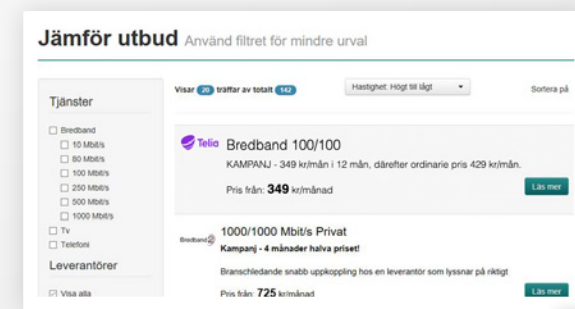 Jämför utbud Använd filtret för mindre urval
Tjänster
Bredband
10 Mbit/s
80 Mbit/s
100 Mbit/s
250 Mbit/s
500 Mbit/s
1000 Mbit/s
Tv
Telefoni
Leverantörer
Visa alla
Visar 20 träffar av totalt 142
Hastighet: Högt till lågt
Sortera på
Telia
Bredband 100/100
KAMPANJ - 349 kr/mån i 12 mån, därefter ordinarie pris 429 kr/mån.
Pris från: 349 kr/månad
Läs mer
Bredband2
1000/1000 Mbit/s Privat
Kampanj - 4 månader halva priset!
Branschledande snabb uppkoppling hos en leverantör som lyssnar på riktigt
Pris från: 725 kr/månad
Läs mer